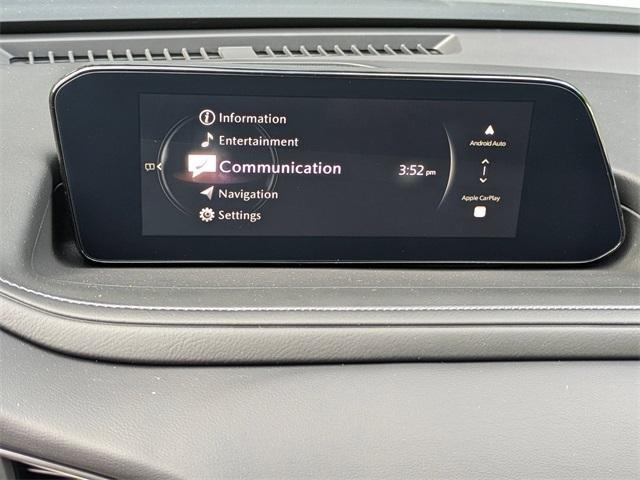 Information
Entertainment
Communication
3:52 pm
Navigation
Settings
Android Auto
Apple CarPlay